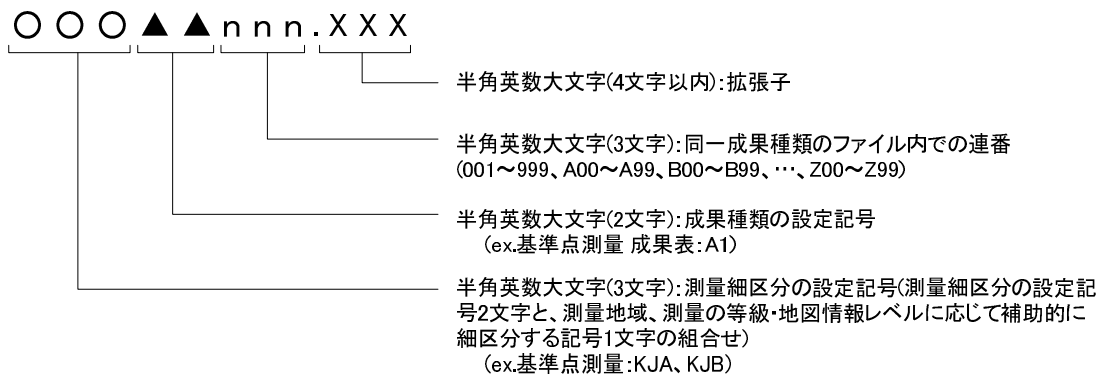 ○○○▲▲nnn.XXX
半角英数大文字(4文字以内):拡張子
半角英数大文字(3文字):同一成果種類のファイル内での連番
(001～999、A00～A99、B00～B99、…、Z00～Z99)
半角英数大文字(2文字):成果種類の設定記号
(ex.基準点測量 成果表:A1)
半角英数大文字(3文字):測量細区分の設定記号(測量細区分の設定記
号2文字と、測量地域、測量の等級・地図情報レベルに応じて補助的に
細区分する記号1文字の組合せ)
(ex.基準点測量:KJA、KJB)